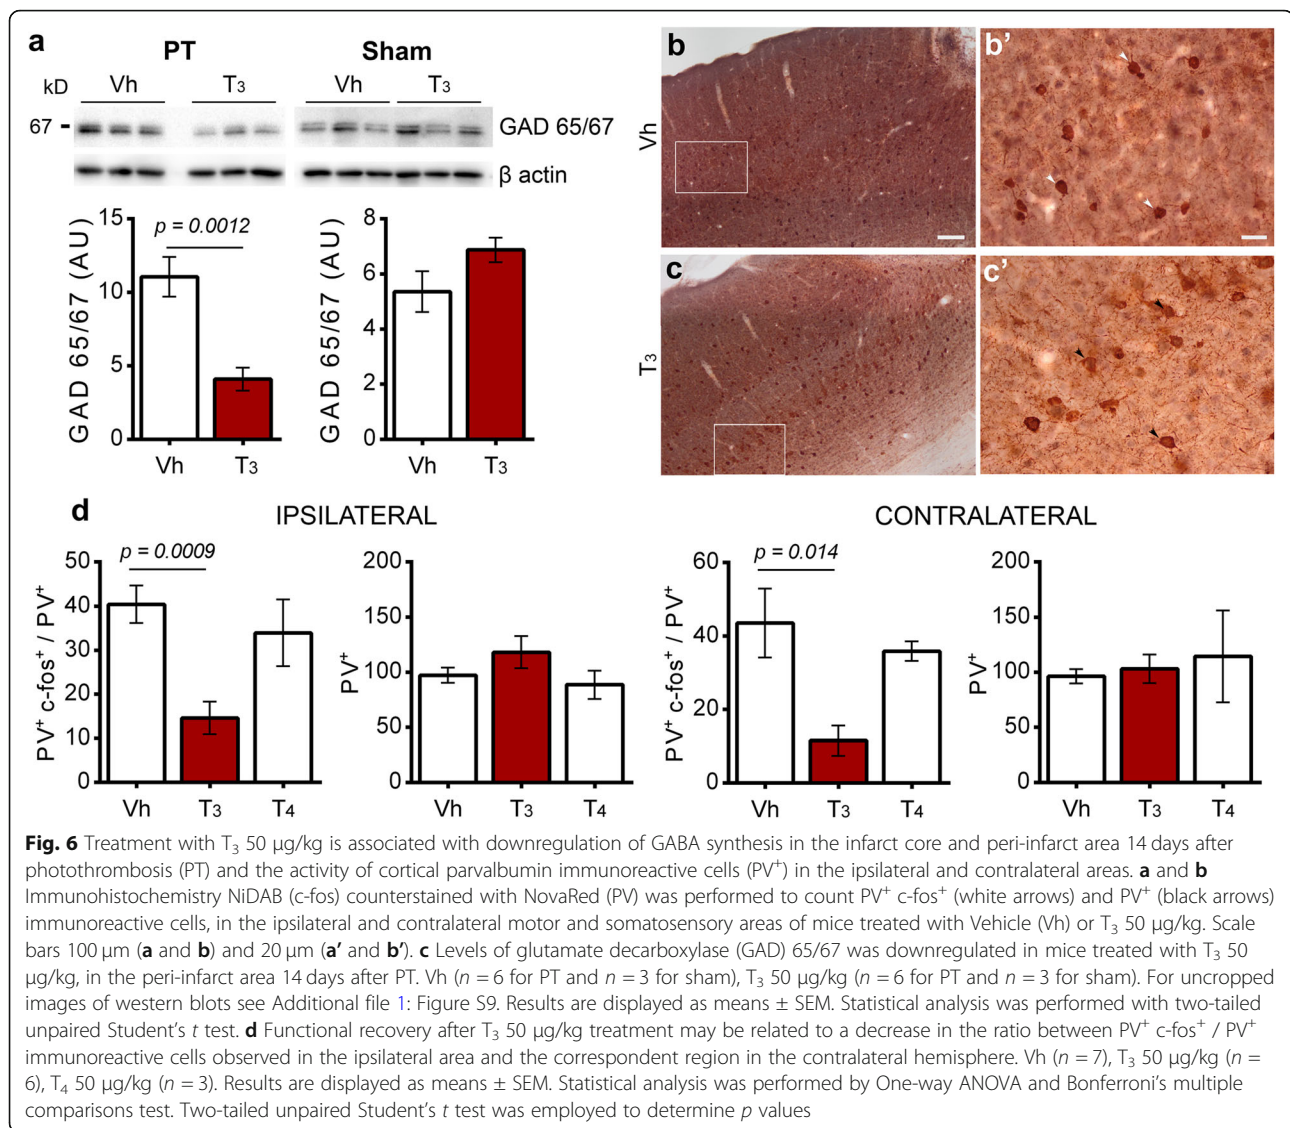 a
PT
Sham
kD
Vh
T3
Vh
T3
67
GAD 65/67
β actin
GAD 65/67 (AU)
15
10
5
0
p = 0.0012
Vh
T3
GAD 65/67 (AU)
8
6
4
2
0
Vh
T3
b
b'
Vh
c
c'
T3
d
IPSILATERAL
CONTRALATERAL
PV+ c-fos+ / PV+
50
40
30
20
10
0
p = 0.0009
Vh
T3
T4
PV+
200
150
100
50
0
Vh
T3
T4
PV+ c-fos+ / PV+
60
40
20
0
p = 0.014
Vh
T3
T4
PV+
200
150
100
50
0
Vh
T3
T4
Fig. 6 Treatment with T3 50 μg/kg is associated with downregulation of GABA synthesis in the infarct core and peri-infarct area 14 days after
photothrombosis (PT) and the activity of cortical parvalbumin immunoreactive cells (PV+) in the ipsilateral and contralateral areas. a and b
Immunohistochemistry NiDAB (c-fos) counterstained with NovaRed (PV) was performed to count PV+ c-fos+ (white arrows) and PV+ (black arrows)
immunoreactive cells, in the ipsilateral and contralateral motor and somatosensory areas of mice treated with Vehicle (Vh) or T3 50 μg/kg. Scale
bars 100 μm (a and b) and 20 μm (a' and b'). c Levels of glutamate decarboxylase (GAD) 65/67 was downregulated in mice treated with T3 50
μg/kg, in the peri-infarct area 14 days after PT. Vh (n = 6 for PT and n = 3 for sham), T3 50 μg/kg (n = 6 for PT and n = 3 for sham). For uncropped
images of western blots see Additional file 1: Figure S9. Results are displayed as means ± SEM. Statistical analysis was performed with two-tailed
unpaired Student's t test. d Functional recovery after T3 50 μg/kg treatment may be related to a decrease in the ratio between PV+ c-fos+ / PV+
immunoreactive cells observed in the ipsilateral area and the correspondent region in the contralateral hemisphere. Vh (n = 7), T3 50 μg/kg (n =
6), T4 50 μg/kg (n = 3). Results are displayed as means ± SEM. Statistical analysis was performed by One-way ANOVA and Bonferroni's multiple
comparisons test. Two-tailed unpaired Student's t test was employed to determine p values